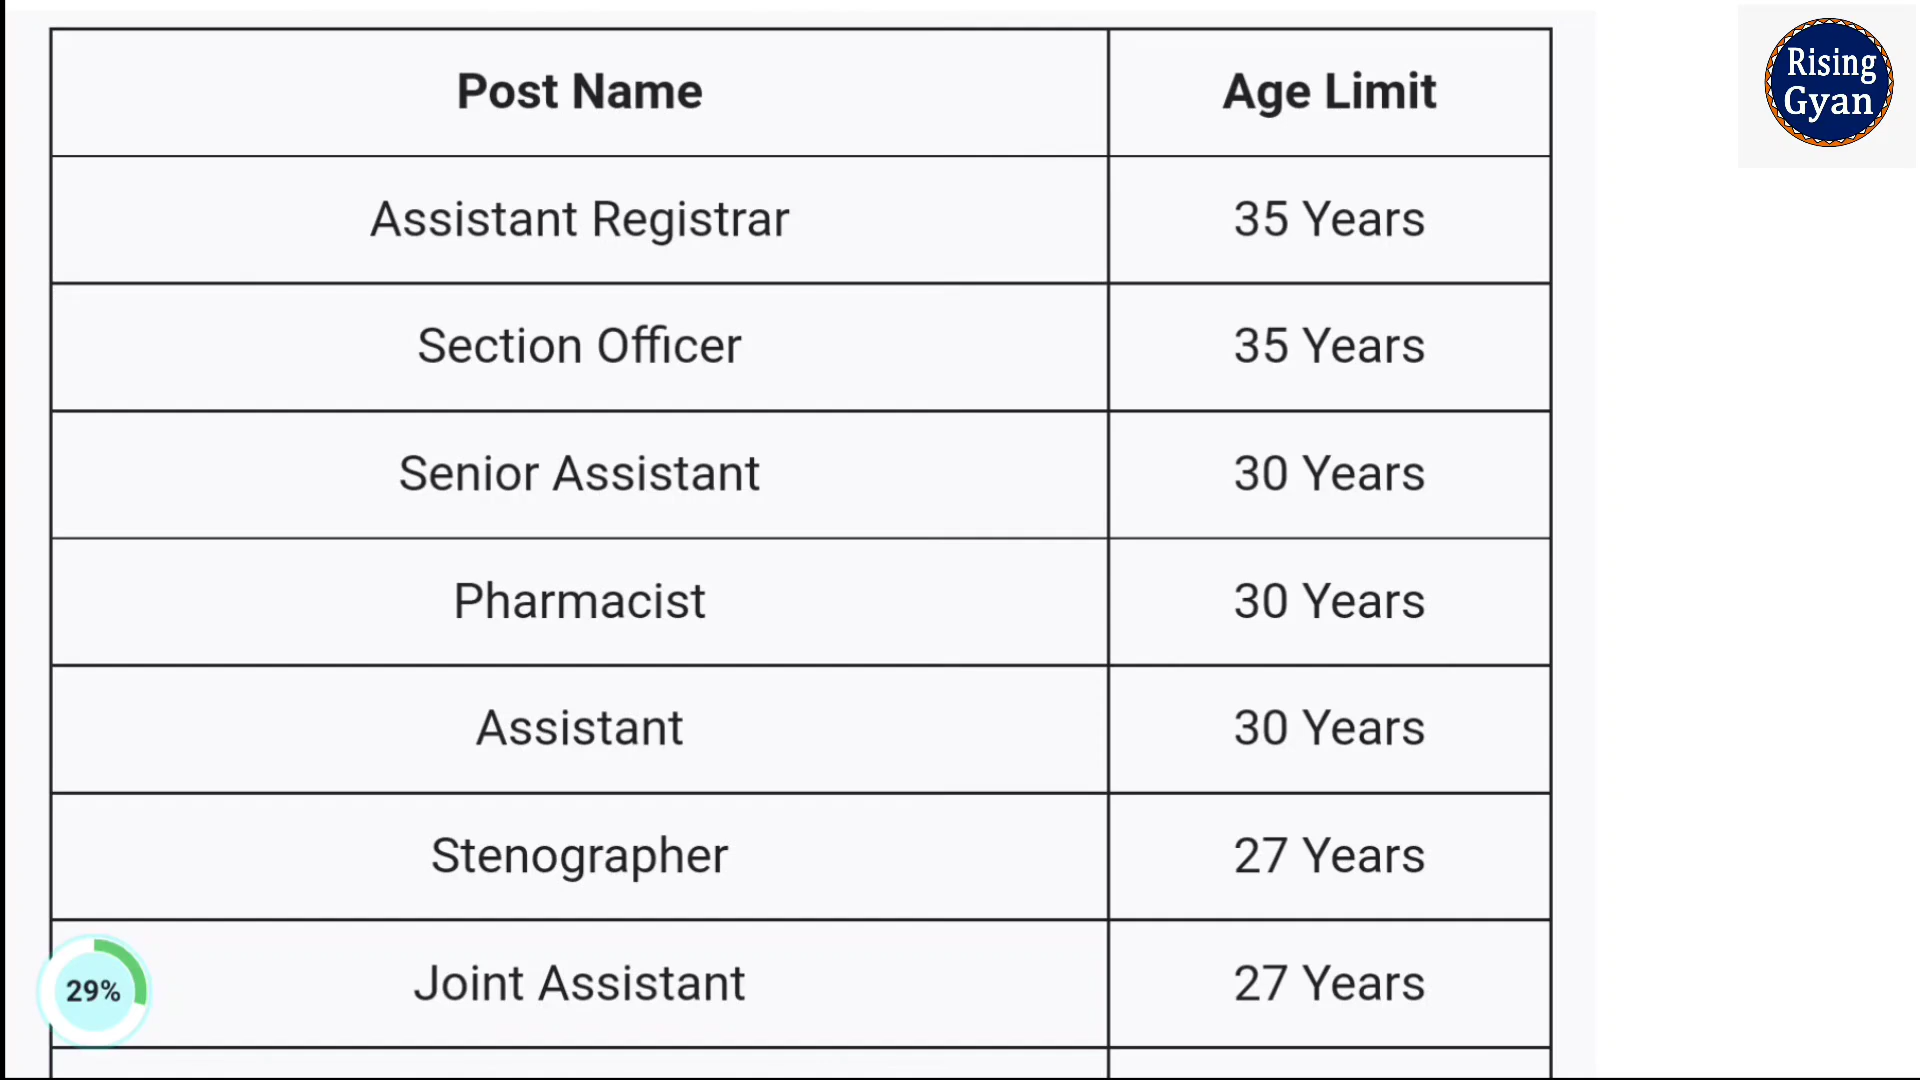 Post Name Age Limit
Assistant Registrar 35 Years
Section Officer 35 Years
Senior Assistant 30 Years
Pharmacist 30 Years
Assistant 30 Years
Stenographer 27 Years
Joint Assistant 27 Years
29%
Rising
Gyan